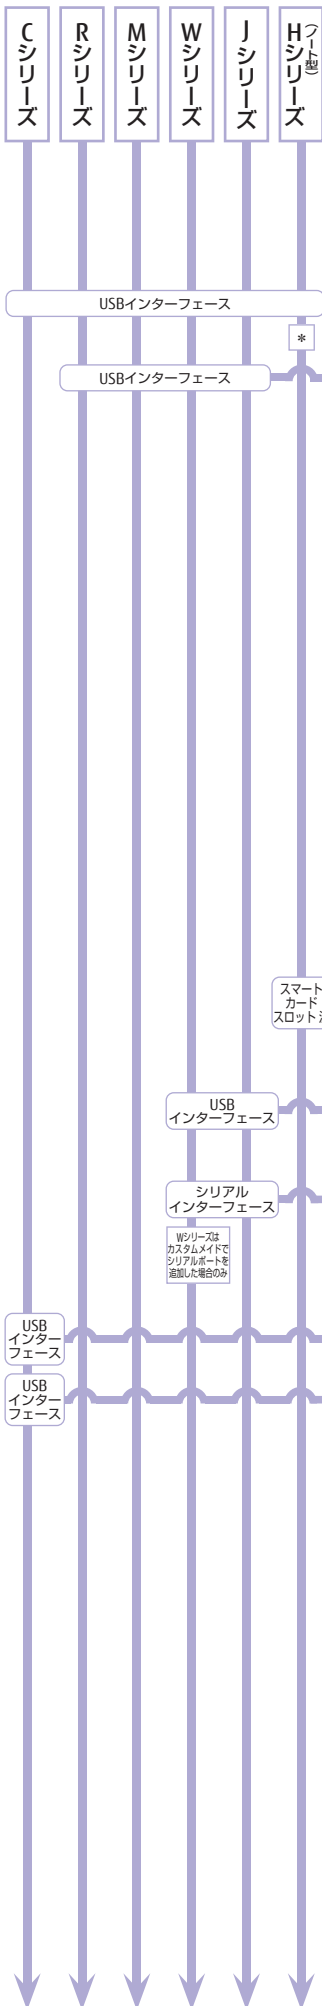 Cシリーズ
Rシリーズ
Mシリーズ
Wシリーズ
Jシリーズ
Hシリーズ
(ノート型)
USBインターフェース
*
USBインターフェース
スマート
カード
スロット
USB
インターフェース
シリアル
インターフェース
Wシリーズは
カスタムメイドで
シリアルポートを
追加した場合のみ
USB
インター
フェース
USB
インター
フェース